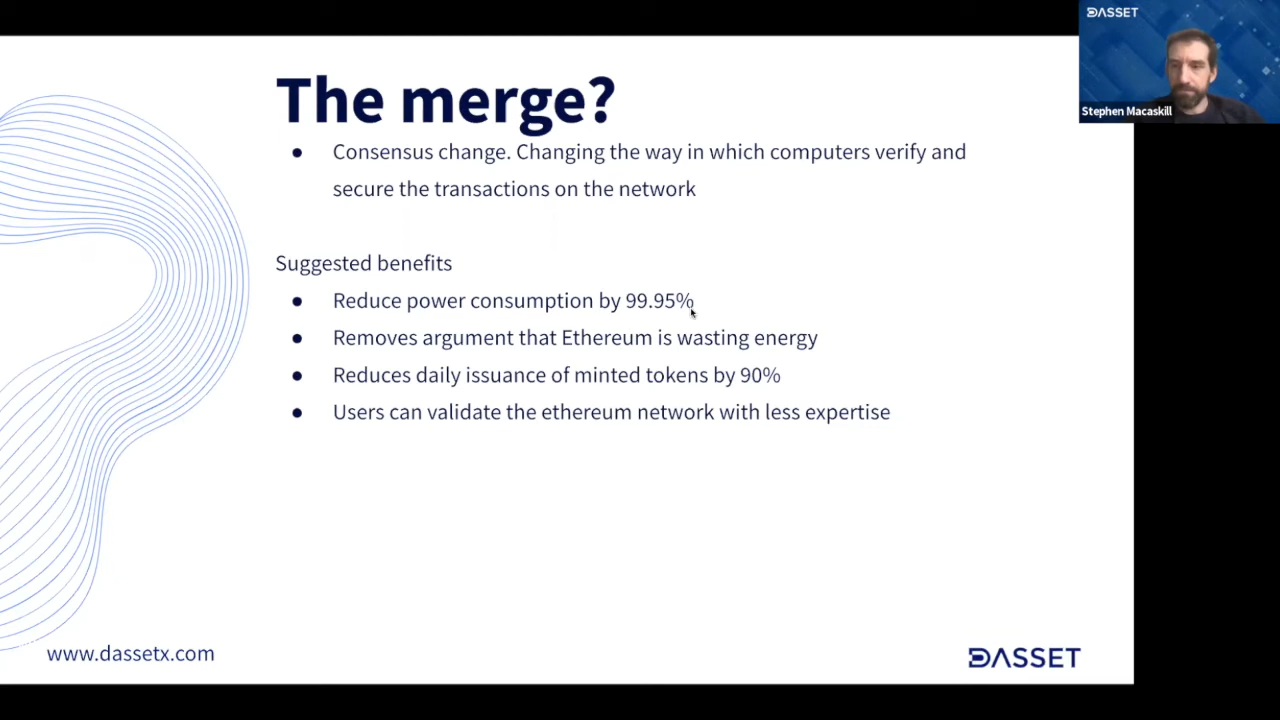 DASSET
Stephen Macaskill
The merge?
● Consensus change. Changing the way in which computers verify and
secure the transactions on the network
Suggested benefits
● Reduce power consumption by 99.95%
● Removes argument that Ethereum is wasting energy
● Reduces daily issuance of minted tokens by 90%
● Users can validate the ethereum network with less expertise
www.dassetx.com
DASSET